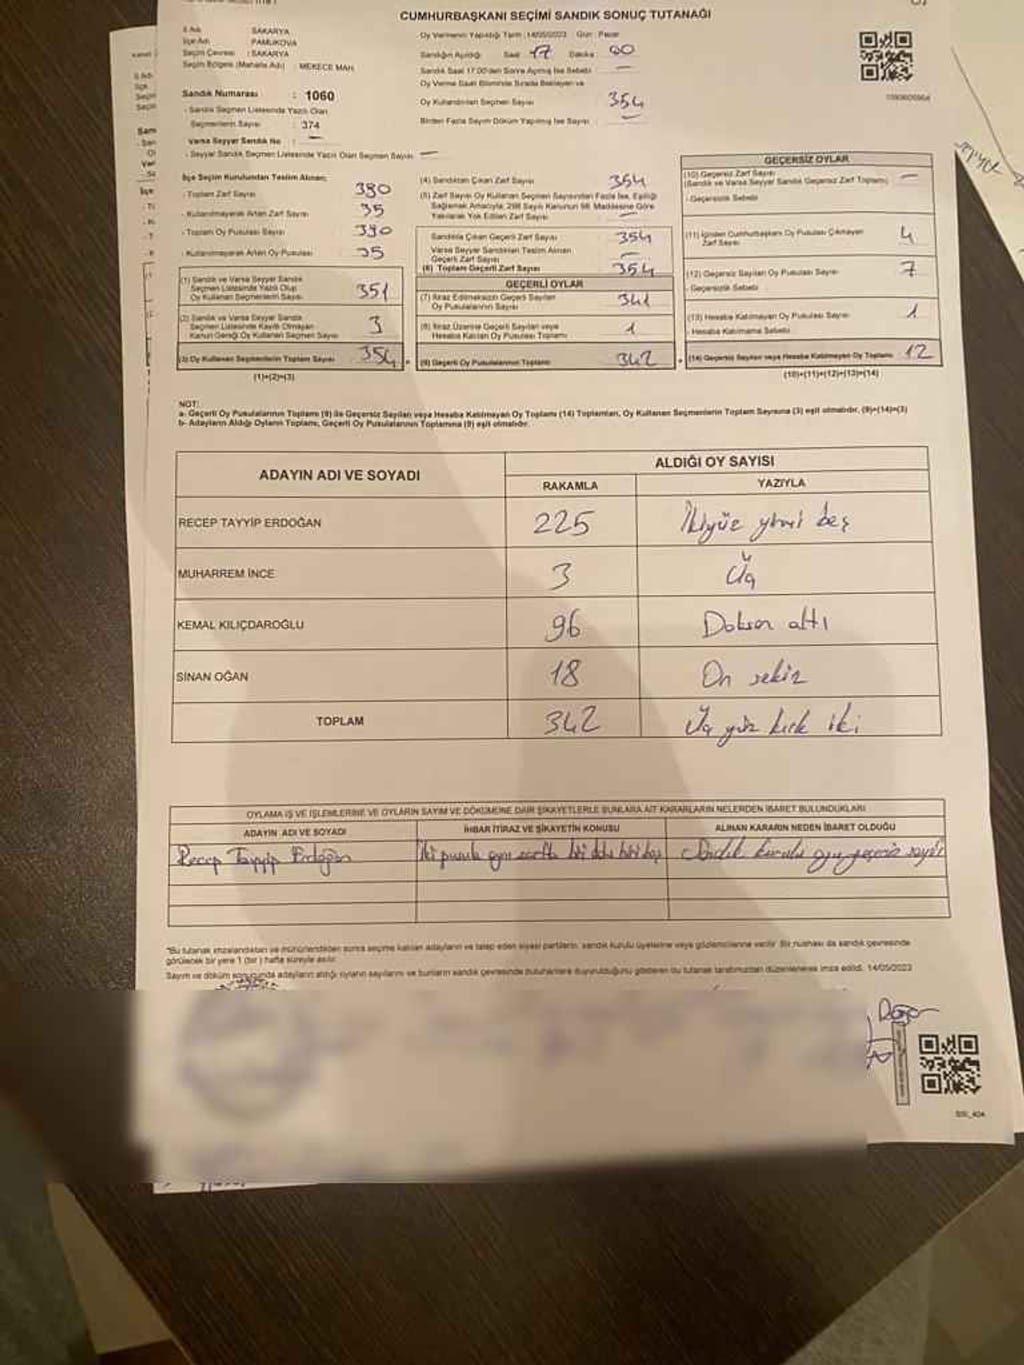 CUMHURBAŞKANI SEÇİMİ SANDIK SONUÇ TUTANAĞI
İl Adı SAKARYA
İlçe Adı PAMUKOVA
Seçim Çevresi : SAKARYA
Seçim Bölgesi (Mahalle Adı) : MEKECE MAH.
Sandık Numarası : 1060
- Sandık Seçmen Listesinde Yazılı Olan
Seçmenlerin Sayısı : 374
Varsa Seyyar Sandık No : —
- Seyyar Sandık Seçmen Listesinde Yazılı Olan Seçmen Sayısı —
Oy Vermenin Yapıldığı Tarih : 14/05/2023 Gün : Pazar
Sandığın Açıldığı Saat 17 Dakika 00
Sandık Saat 17.00'den Sonra Açılmış İse Sebebi —
Oy Verme Saati Bitiminde Sırada Bekleyen ve
Oy Kullandırılan Seçmen Sayısı 354
Birden Fazla Sayım Döküm Yapılmış İse Sayısı —
İlçe Seçim Kurulundan Teslim Alınan;
- Toplam Zarf Sayısı 380
- Kullanılmayarak Artan Zarf Sayısı 35
- Toplam Oy Pusulası Sayısı 390
- Kullanılmayarak Artan Oy Pusulası 35
(1) Sandık ve Varsa Seyyar Sandık
Seçmen Listesinde Yazılı Olup
Oy Kullanan Seçmenlerin Sayısı 351
(2) Sandık ve Varsa Seyyar Sandık
Seçmen Listesinde Kayıtlı Olmayan
Kanun Gereği Oy Kullanan Seçmen Sayısı 3
(3) Oy Kullanan Seçmenlerin Toplam Sayısı 354
(1)+(2)=(3)
(4) Sandıktan Çıkan Zarf Sayısı 354
(5) Zarf Sayısı Oy Kullanan Seçmen Sayısından Fazla İse, Eşitliği
Sağlamak Amacıyla; 298 Sayılı Kanunun 98. Maddesine Göre
Yakılarak Yok Edilen Zarf Sayısı —
Sandıkta Çıkan Geçerli Zarf Sayısı 354
Varsa Seyyar Sandıktan Teslim Alınan
Geçerli Zarf Sayısı —
(6) Toplam Geçerli Zarf Sayısı 354
GEÇERLİ OYLAR
(7) İtiraz Edilmeksizin Geçerli Sayılan
Oy Pusulalarının Sayısı 341
(8) İtiraz Üzerine Geçerli Sayılan veya
Hesaba Katılan Oy Pusulası Toplamı 1
(9) Geçerli Oy Pusulalarının Toplamı 342
GEÇERSİZ OYLAR
(10) Geçersiz Zarf Sayısı
(Sandık ve Varsa Seyyar Sandık Geçersiz Zarf Toplamı) —
- Geçersizlik Sebebi
(11) İçinden Cumhurbaşkanı Oy Pusulası Çıkmayan
Zarf Sayısı 4
(12) Geçersiz Sayılan Oy Pusulası Sayısı 7
- Geçersizlik Sebebi
(13) Hesaba Katılmayan Oy Pusulası Sayısı 1
- Hesaba Katılmama Sebebi
(14) Geçersiz Sayılan veya Hesaba Katılmayan Oy Toplamı 12
(10)+(11)+(12)+(13)=(14)
NOT:
a- Geçerli Oy Pusulalarının Toplamı (9) ile Geçersiz Sayılan veya Hesaba Katılmayan Oy Toplamı (14) Toplamları, Oy Kullanan Seçmenlerin Toplam Sayısına (3) eşit olmalıdır. (9)+(14)=(3)
b- Adayların Aldığı Oyların Toplamı, Geçerli Oy Pusulalarının Toplamına (9) eşit olmalıdır.
ADAYIN ADI VE SOYADI ALDIĞI OY SAYISI
RAKAMLA YAZIYLA
RECEP TAYYİP ERDOĞAN 225 İkiyüz yirmi beş
MUHARREM İNCE 3 Üç
KEMAL KILIÇDAROĞLU 96 Doksan altı
SİNAN OĞAN 18 On sekiz
TOPLAM 342 Üç yüz kırk iki
OYLAMA İŞ VE İŞLEMLERİNE VE OYLARIN SAYIM VE DÖKÜMÜNE DAİR ŞİKAYETLERLE BUNLARA AİT KARARLARIN NELERDEN İBARET BULUNDUKLARI
ADAYIN ADI VE SOYADI İHBAR İTİRAZ VE ŞİKAYETİN KONUSU ALINAN KARARIN NEDEN İBARET OLDUĞU
Recep Tayyip Erdoğan İki pusula aynı zarfta biri dolu biri boş Sandık kurulu oyu geçerli saydı
*Bu tutanak imzalandıktan ve mühürlendikten sonra seçime katılan adayların ve talep eden siyasi partilerin, sandık kurulu üyelerine veya gözlemcilerine verilir. Bir nüshası da sandık çevresinde
görülecek bir yere 1 (bir) hafta süreyle asılır.
Sayım ve döküm sonucunda adayların aldığı oyların sayılarını ve bunların sandık çevresinde bulunanlara duyurulduğunu gösteren bu tutanak tarafımızdan düzenlenerek imza edildi. 14/05/2023